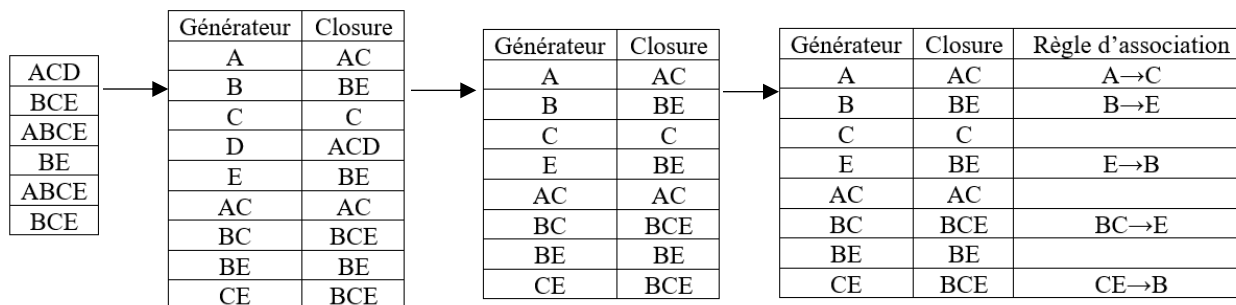 ACD
BCE
ABCE
BE
ABCE
BCE
Générateur Closure
A AC
B BE
C C
D ACD
E BE
AC AC
BC BCE
BE BE
CE BCE
Générateur Closure
A AC
B BE
C C
E BE
AC AC
BC BCE
BE BE
CE BCE
Générateur Closure Règle d’association
A AC A→C
B BE B→E
C C
E BE E→B
AC AC
BC BCE BC→E
BE BE
CE BCE CE→B